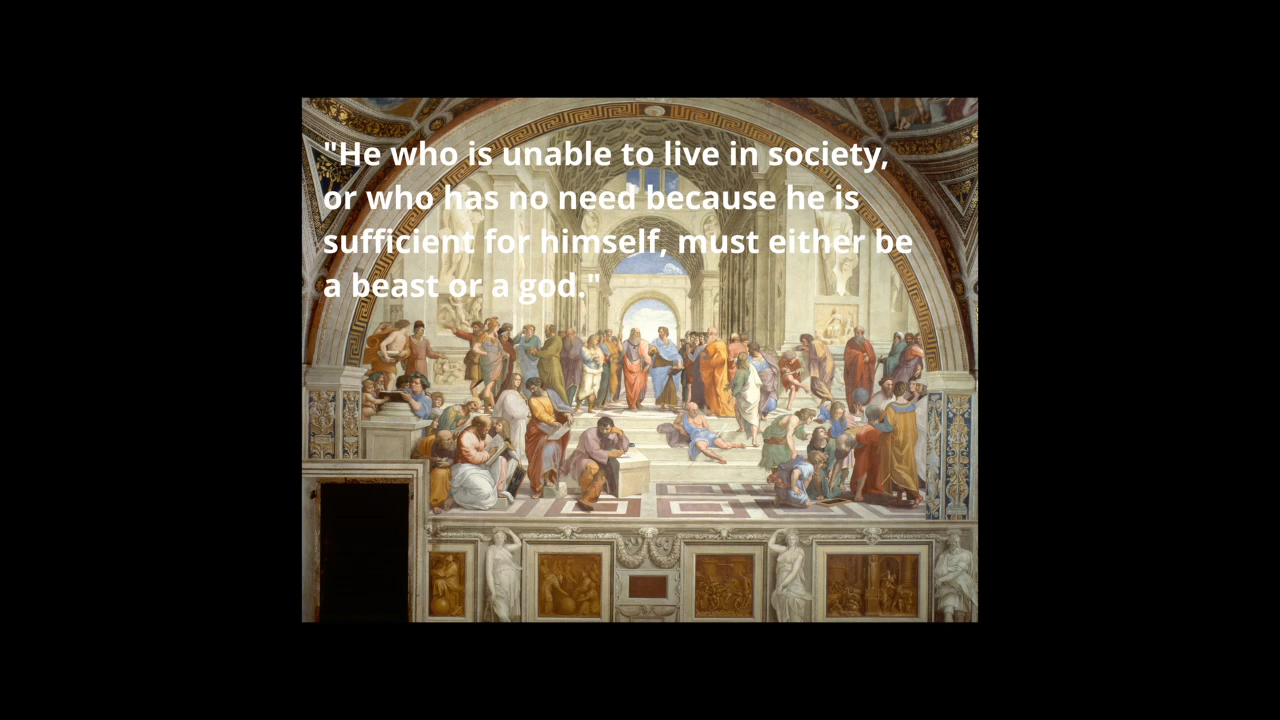 "He who is unable to live in society,
or who has no need because he is
sufficient for himself, must either be
a beast or a god."